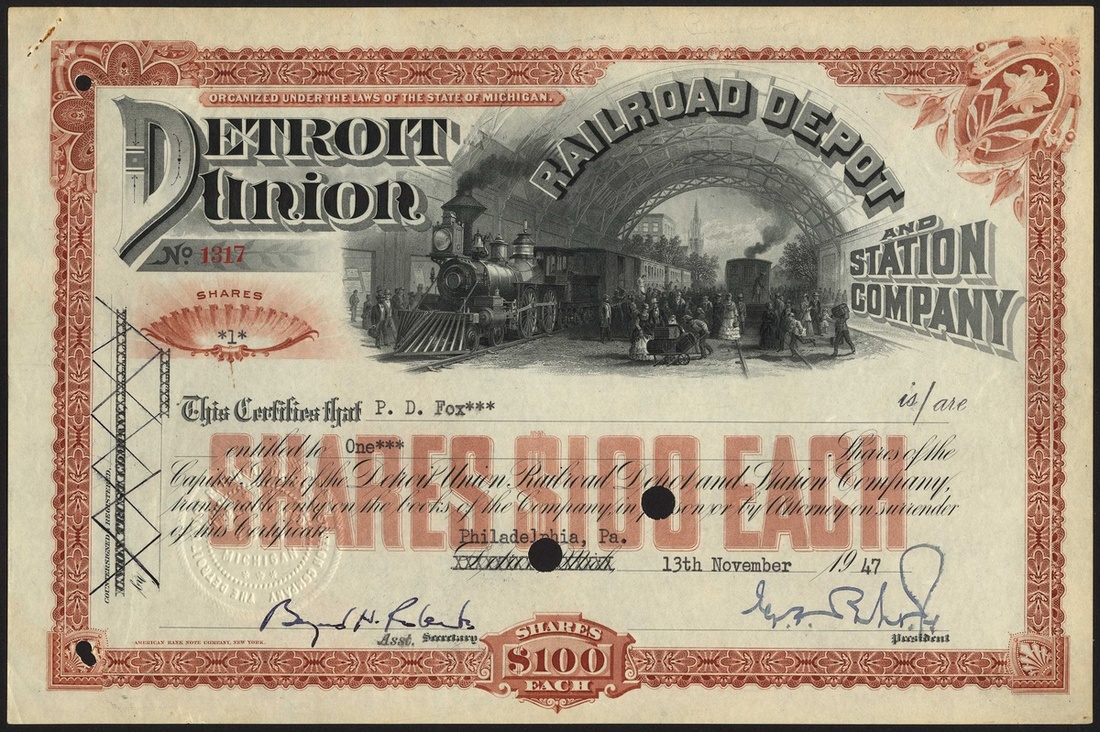 ORGANIZED UNDER THE LAWS OF THE STATE OF MICHIGAN.
DETROIT
UNION
RAILROAD DEPOT
AND
STATION
COMPANY
No 1317
SHARES
*1*
This Certifies that P. D. Fox*** is/are
entitled to One*** Shares of the
Capital Stock of the Detroit Union Railroad Depot and Station Company,
transferable only on the books of the Company, in person, or by Attorney on surrender
of this Certificate.
SHARES $100 EACH
Philadelphia, Pa.
13th November 1947
COUNTERSIGNED & REGISTERED.
by
MICHIGAN
Asst. Secretary
President
AMERICAN BANK NOTE COMPANY, NEW YORK.
SHARES
$100
EACH